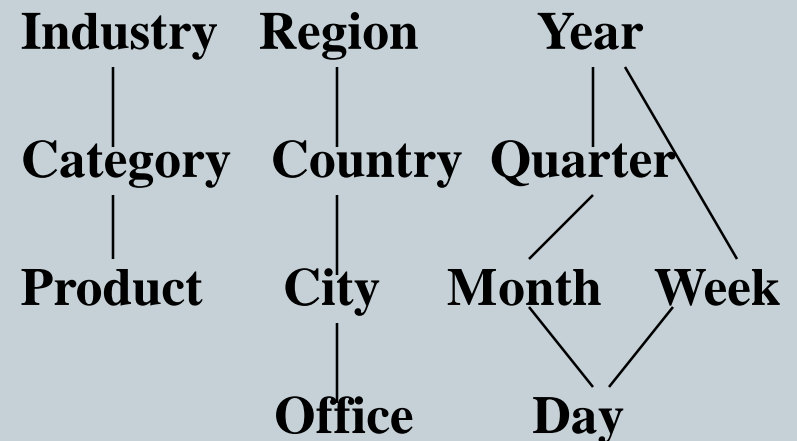 Industry Region Year
Category Country Quarter
Product City Month Week
Office Day